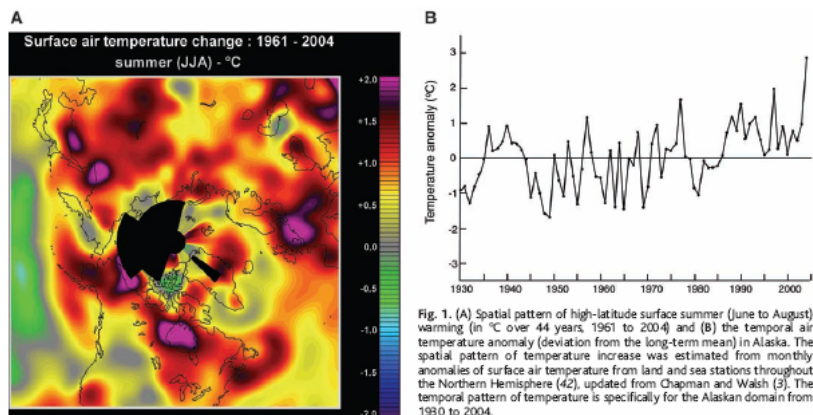 A
Surface air temperature change : 1961 - 2004
summer (JJA) - °C
+2.0
+1.5
+1.0
+0.5
0.0
-0.5
-1.0
-1.5
-2.0
B
Temperature anomaly (°C)
3
2
1
0
-1
-2
-3
1930 1940 1950 1960 1970 1980 1990 2000
Fig. 1. (A) Spatial pattern of high-latitude surface summer (June to August)
warming (in °C over 44 years, 1961 to 2004) and (B) the temporal air
temperature anomaly (deviation from the long-term mean) in Alaska. The
spatial pattern of temperature increase was estimated from monthly
anomalies of surface air temperature from land and sea stations throughout
the Northern Hemisphere (42), updated from Chapman and Walsh (3). The
temporal pattern of temperature is specifically for the Alaskan domain from
1930 to 2004.